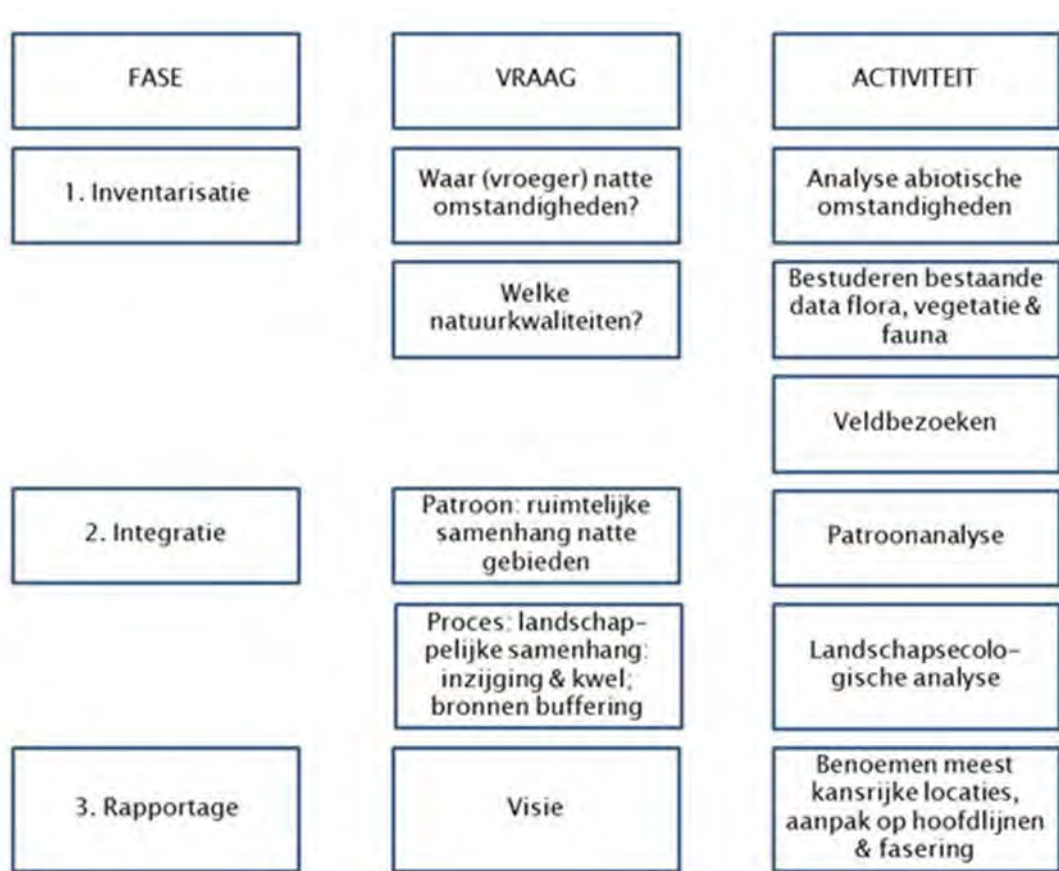 FASE
VRAAG
ACTIVITEIT
1. Inventarisatie
Waar (vroeger) natte
omstandigheden?
Analyse abiotische
omstandigheden
Welke
natuurkwaliteiten?
Bestuderen bestaande
data flora, vegetatie &
fauna
Veldbezoeken
2. Integratie
Patroon: ruimtelijke
samenhang natte
gebieden
Patroonanalyse
Proces: landschap-
pelijke samenhang:
inzijging & kwel;
bronnen buffering
Landschapsecolo-
gische analyse
3. Rapportage
Visie
Benoemen meest
kansrijke locaties,
aanpak op hoofdlijnen
& fasering